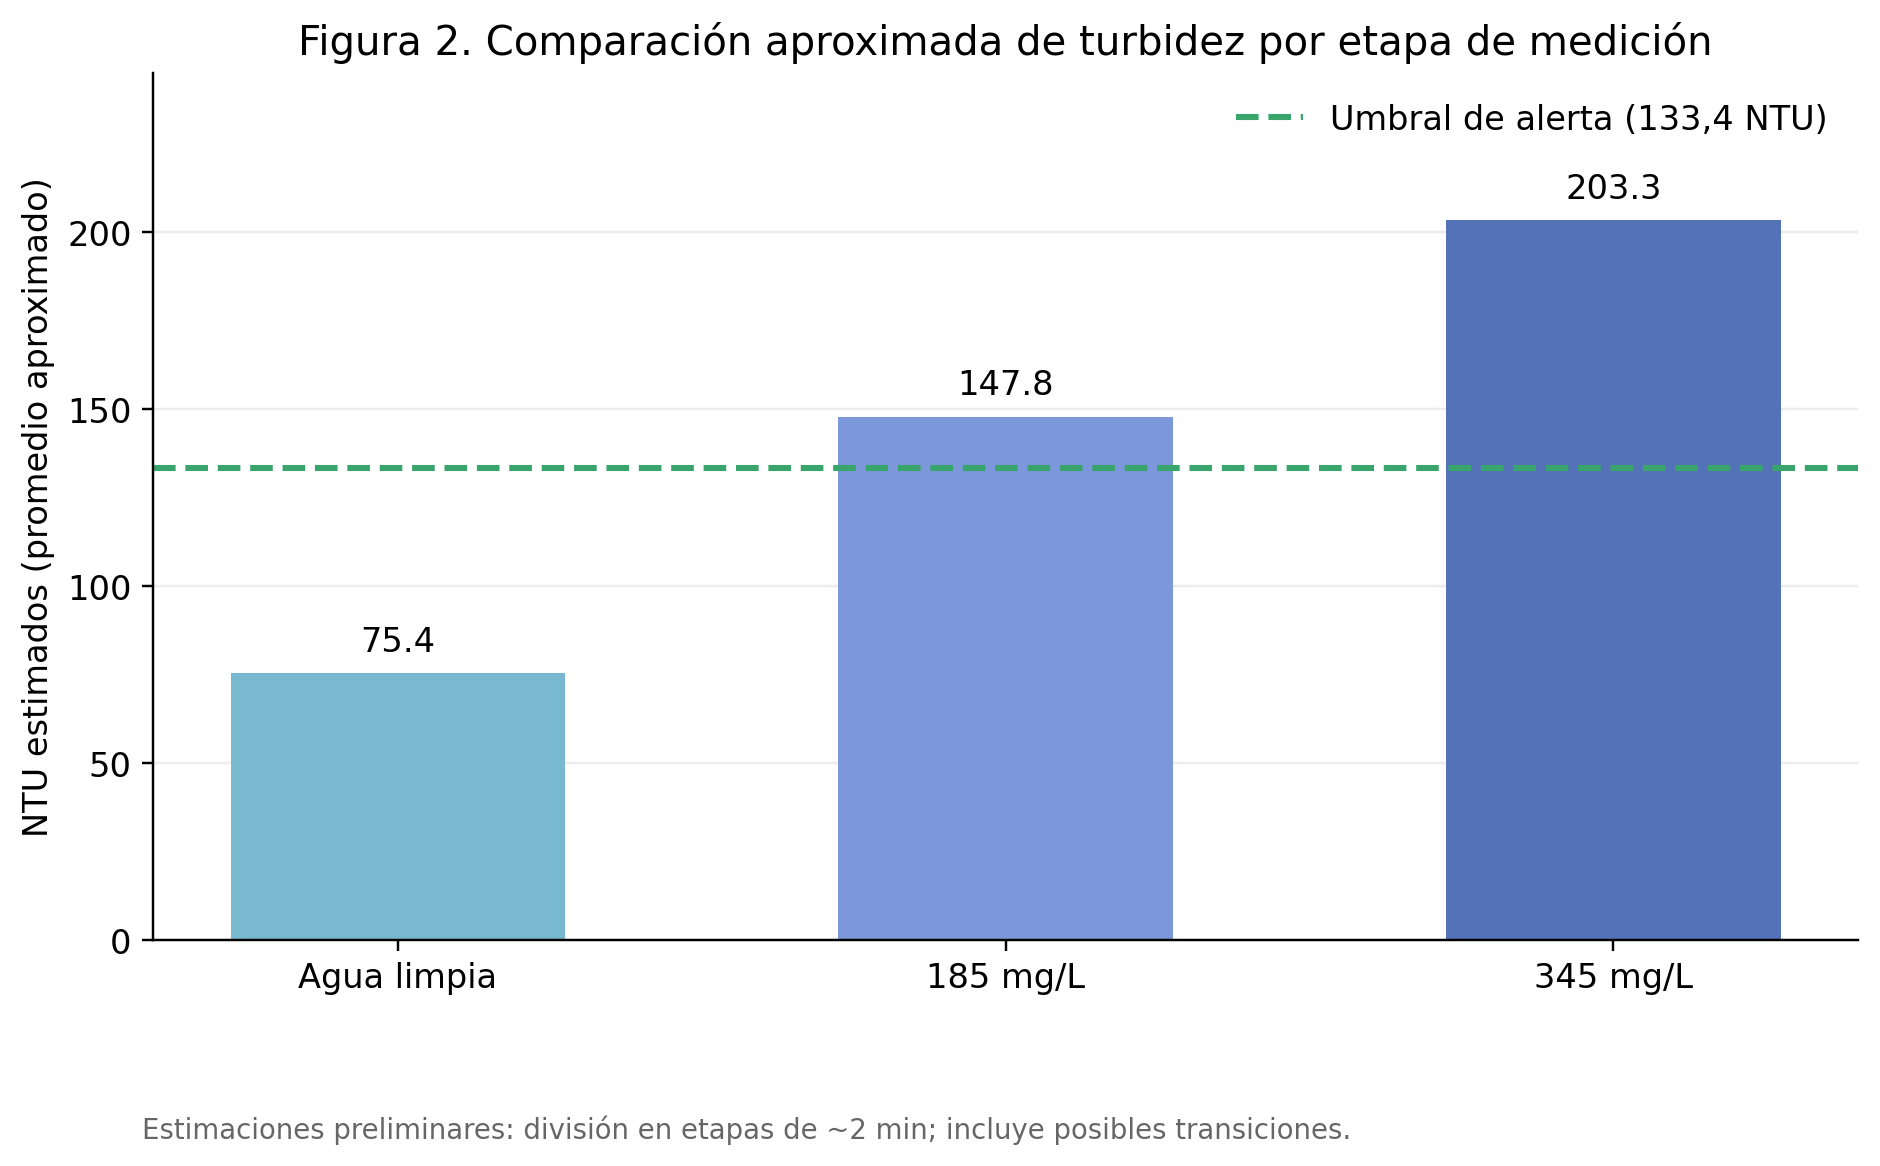 Figura 2. Comparación aproximada de turbidez por etapa de medición
Umbral de alerta (133,4 NTU)
NTU estimados (promedio aproximado)
200
150
100
50
0
75.4
147.8
203.3
Agua limpia
185 mg/L
345 mg/L
Estimaciones preliminares: división en etapas de ~2 min; incluye posibles transiciones.